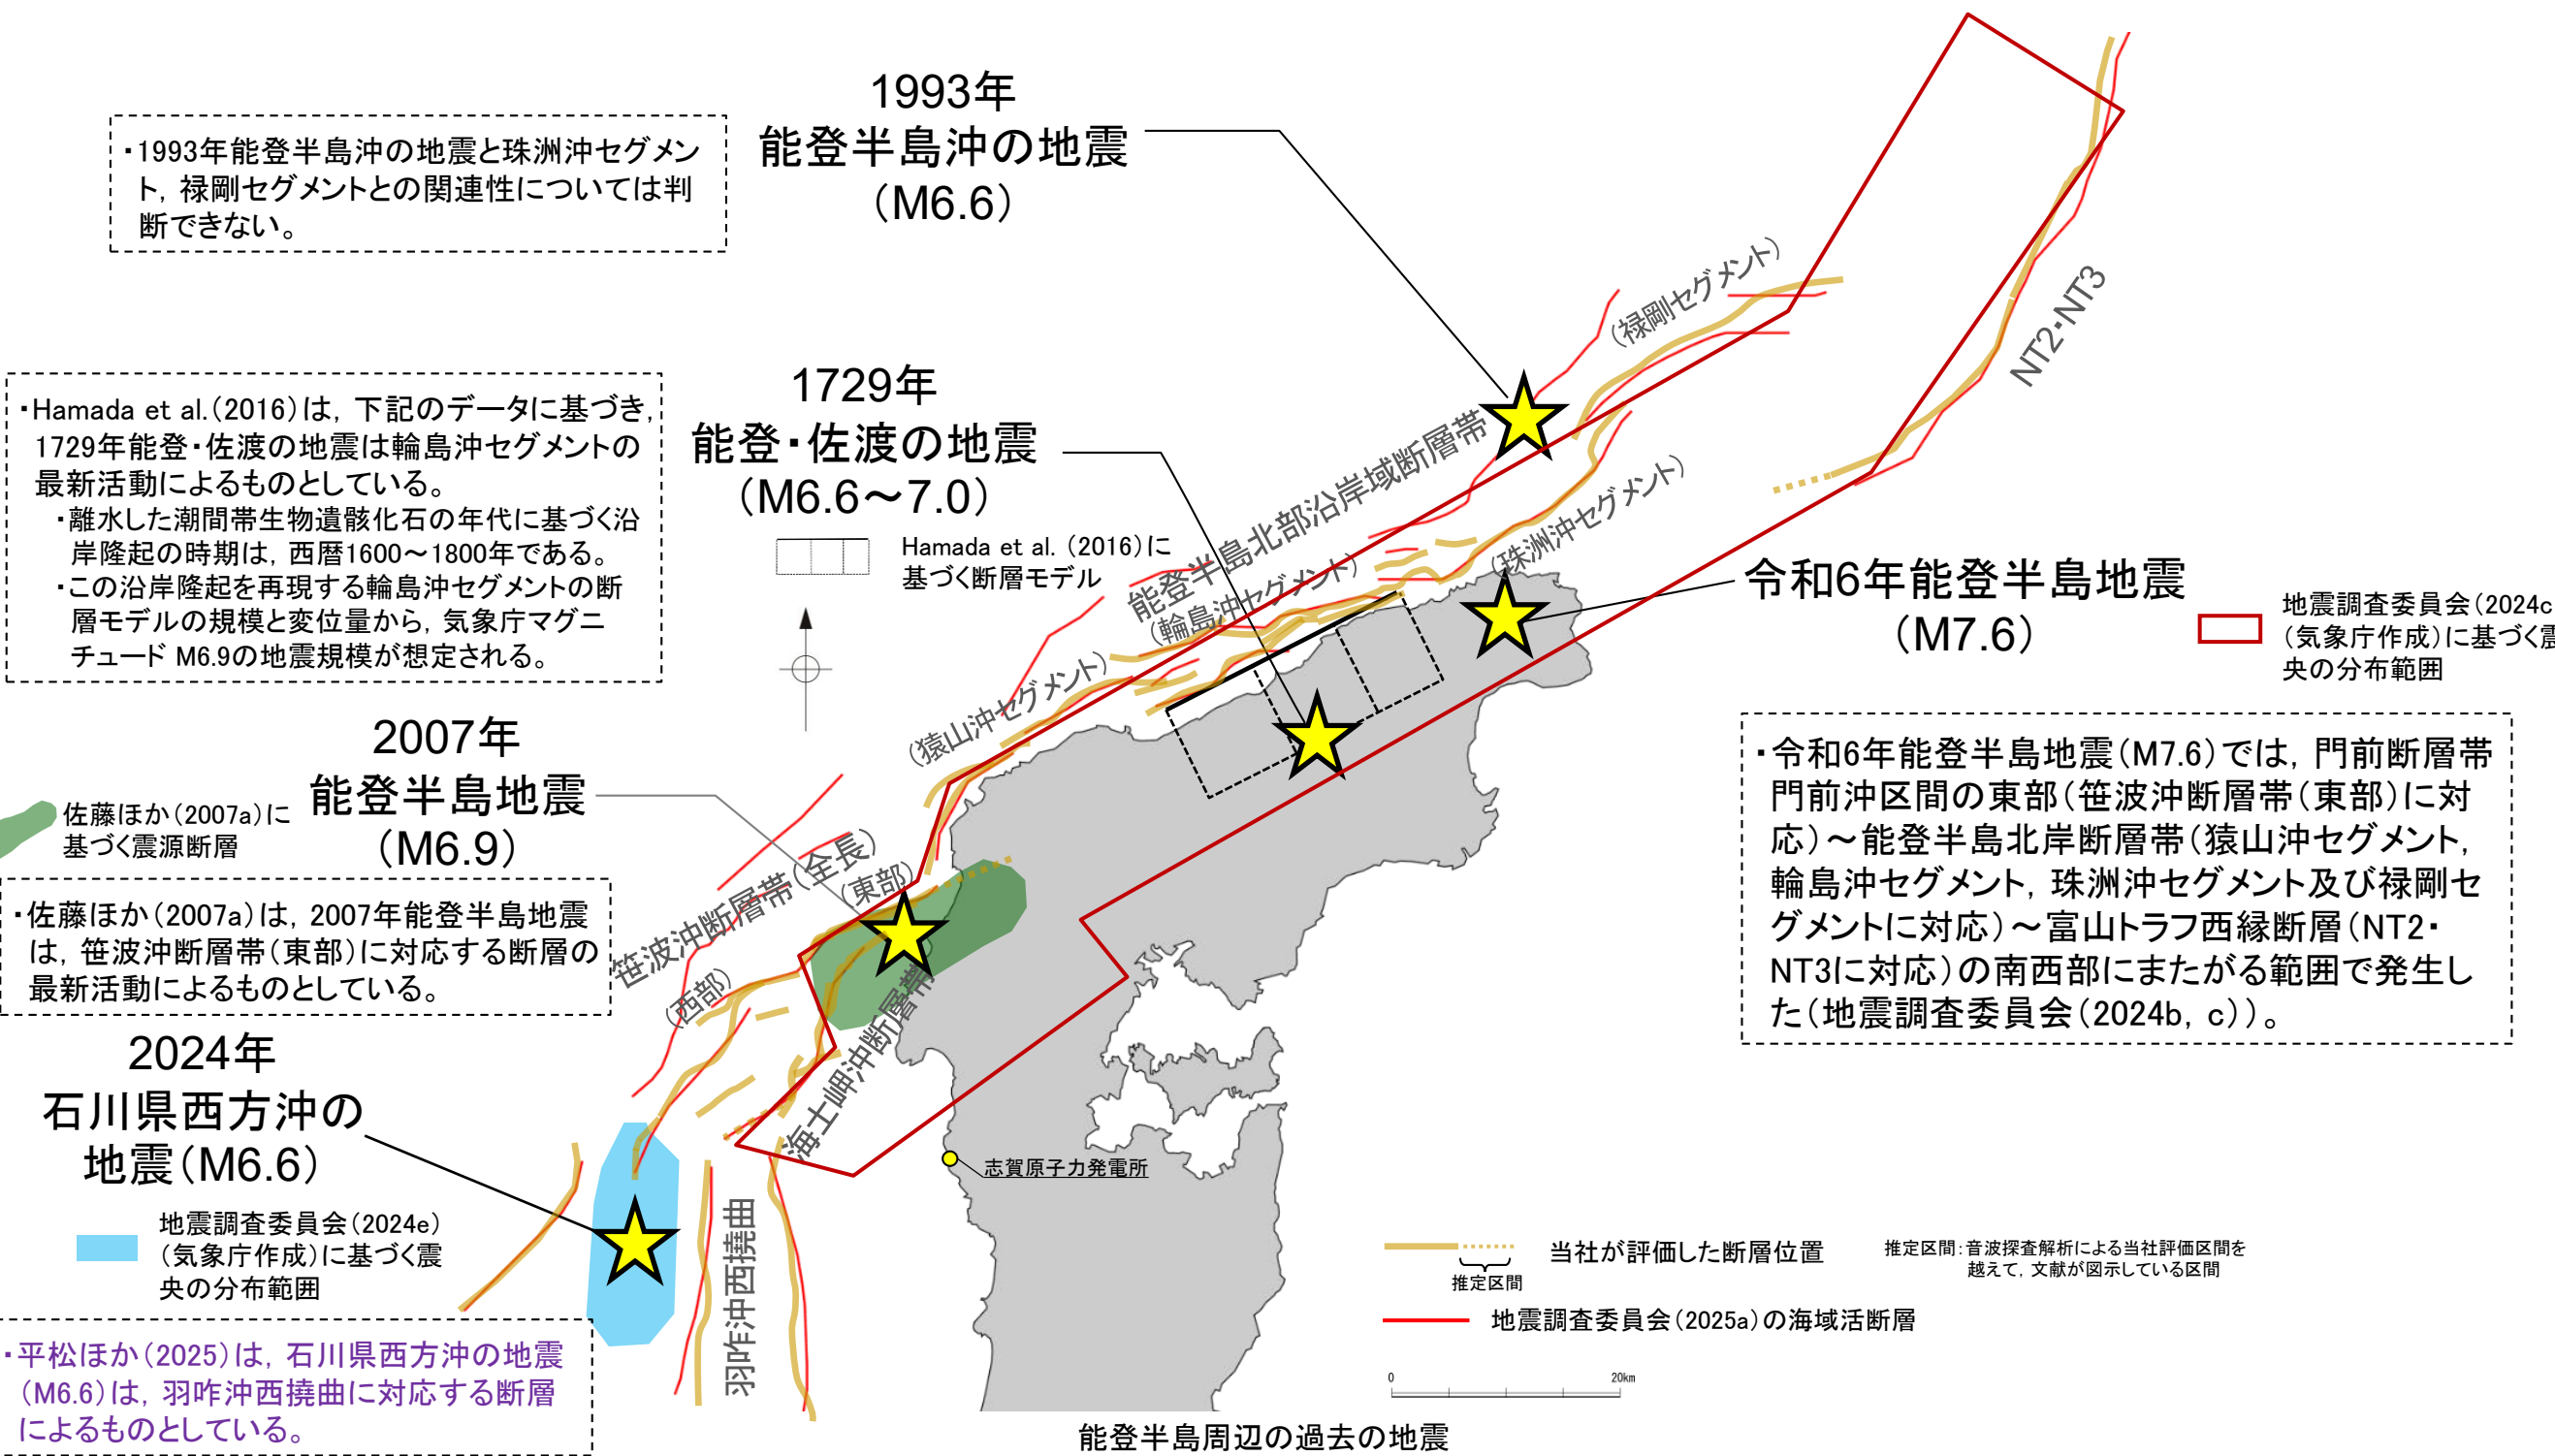 1993年
能登半島沖の地震
（M6.6）
・1993年能登半島沖の地震と珠洲沖セグメン
ト，禄剛セグメントとの関連性については判
断できない。
1729年
能登・佐渡の地震
（M6.6～7.0）
Hamada et al. (2016)に
基づく断層モデル
・Hamada et al.(2016)は，下記のデータに基づき，
1729年能登・佐渡の地震は輪島沖セグメントの
最新活動によるものとしている。
・離水した潮間帯生物遺骸化石の年代に基づく沿
岸隆起の時期は，西暦1600～1800年である。
・この沿岸隆起を再現する輪島沖セグメントの断
層モデルの規模と変位量から，気象庁マグニ
チュード M6.9の地震規模が想定される。
（禄剛セグメント）
NT2・NT3
能登半島北部沿岸域断層帯
（珠洲沖セグメント）
（輪島沖セグメント）
（猿山沖セグメント）
令和6年能登半島地震
（M7.6）
地震調査委員会（2024c
（気象庁作成）に基づく震
央の分布範囲
・令和6年能登半島地震（M7.6）では，門前断層帯
門前沖区間の東部（笹波沖断層帯（東部）に対
応）～能登半島北岸断層帯（猿山沖セグメント，
輪島沖セグメント，珠洲沖セグメント及び禄剛セ
グメントに対応）～富山トラフ西縁断層（NT2・
NT3に対応）の南西部にまたがる範囲で発生し
た（地震調査委員会（2024b，c））。
2007年
能登半島地震
（M6.9）
佐藤ほか（2007a）に
基づく震源断層
・佐藤ほか（2007a）は，2007年能登半島地震
は，笹波沖断層帯（東部）に対応する断層の
最新活動によるものとしている。
笹波沖断層帯（全長）
（東部）
（西部）
海士岬沖断層帯
2024年
石川県西方沖の
地震（M6.6）
地震調査委員会（2024e）
（気象庁作成）に基づく震
央の分布範囲
・平松ほか（2025）は，石川県西方沖の地震
（M6.6）は，羽咋沖西撓曲に対応する断層
によるものとしている。
羽咋沖西撓曲
志賀原子力発電所
当社が評価した断層位置
推定区間
推定区間：音波探査解析による当社評価区間を
越えて，文献が図示している区間
地震調査委員会（2025a）の海域活断層
0 20km
能登半島周辺の過去の地震